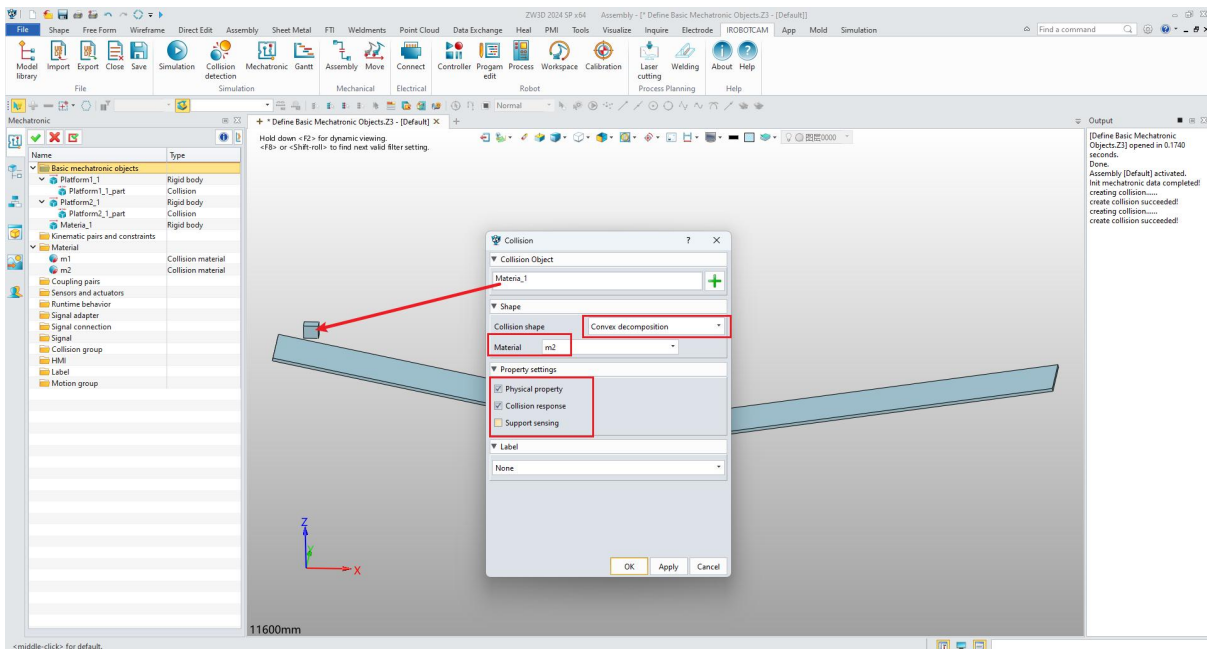 ZW3D 2024 SP x64 Assembly - [* Define Basic Mechatronic Objects.Z3 - [Default]]
File Shape Free Form Wireframe Direct Edit Assembly Sheet Metal FTI Weldments Point Cloud Data Exchange Heal PMI Tools Visualize Inquire Electrode IROBOTCAM App Mold Simulation Find a command
Model library Import Export Close Save Simulation Collision detection Mechatronic Gantt Assembly Move Connect Controller Progam edit Process Workspace Calibration Laser cutting Welding About Help
File Simulation Mechanical Electrical Robot Process Planning Help
Normal
Mechatronic
* Define Basic Mechatronic Objects.Z3 - [Default]
Output
Hold down <F2> for dynamic viewing.
<F8> or <Shift-roll> to find next valid filter setting.
图层0000
[Define Basic Mechatronic
Objects.Z3] opened in 0.1740
seconds.
Done.
Assembly [Default] activated.
Init mechatronic data completed!
creating collision......
create collision succeeded!
creating collision......
create collision succeeded!
Name Type
Basic mechatronic objects
Platform1_1 Rigid body
Platform1_1_part Collision
Platform2_1 Rigid body
Platform2_1_part Collision
Materia_1 Rigid body
Kinematic pairs and constraints
Material
m1 Collision material
m2 Collision material
Coupling pairs
Sensors and actuators
Runtime behavior
Signal adapter
Signal connection
Signal
Collision group
HMI
Label
Motion group
Collision ?
Collision Object
Materia_1
Shape
Collision shape Convex decomposition
Material m2
Property settings
Physical property
Collision response
Support sensing
Label
None
OK Apply Cancel
Z
Y
X
11600mm
<middle-click> for default.